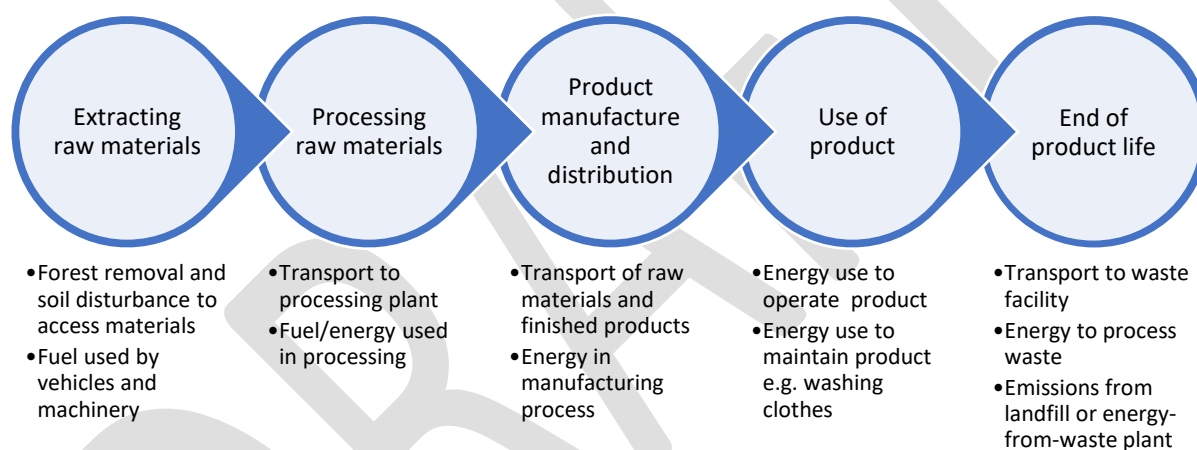 Extracting
raw materials
Processing
raw materials
Product
manufacture
and
distribution
Use of
product
End of
product life
•Forest removal and
soil disturbance to
access materials
•Fuel used by
vehicles and
machinery
•Transport to
processing plant
•Fuel/energy used
in processing
•Transport of raw
materials and
finished products
•Energy in
manufacturing
process
•Energy use to
operate product
•Energy use to
maintain product
e.g. washing
clothes
•Transport to waste
facility
•Energy to process
waste
•Emissions from
landfill or energy-
from-waste plant